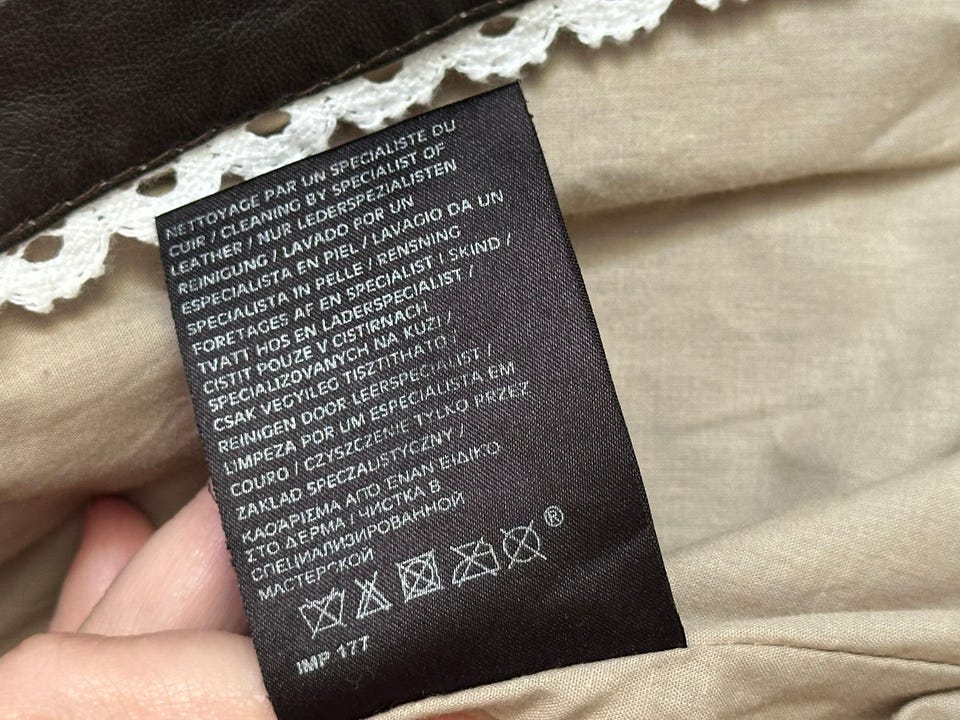 NETTOYAGE PAR UN SPECIALISTE DU
CUIR / CLEANING BY SPECIALIST OF
LEATHER / NUR LEDERSPEZIALISTEN
REINIGUNG / LAVADO POR UN
ESPECIALISTA EN PIEL / LAVAGIO DA UN
SPECIALISTA IN PELLE / RENSNING
FORETAGES AF EN SPECIALIST I SKIND /
TVATT HOS EN LADERSPECIALIST /
CISTIT POUZE V CISTIRNACH
SPECIALIZOVANYCH NA KUZI /
CSAK VEGYILEG TISZTITHATO /
REINIGEN DOOR LEERSPECIALIST /
LIMPEZA POR UM ESPECIALISTA EM
COURO / CZYSZCZENIE TYLKO PRZEZ
ZAKLAD SPECZALISTYCZNY /
ΚΑΘΑΡΙΣΜΑ ΑΠΟ ΕΝΑΝ ΕΙΔΙΚΟ
ΣΤΟ ΔΕΡΜΑ / ЧИСТКА В
СПЕЦИАЛИЗИРОВАННОЙ
МАСТЕРСКОЙ
®
IMP 177